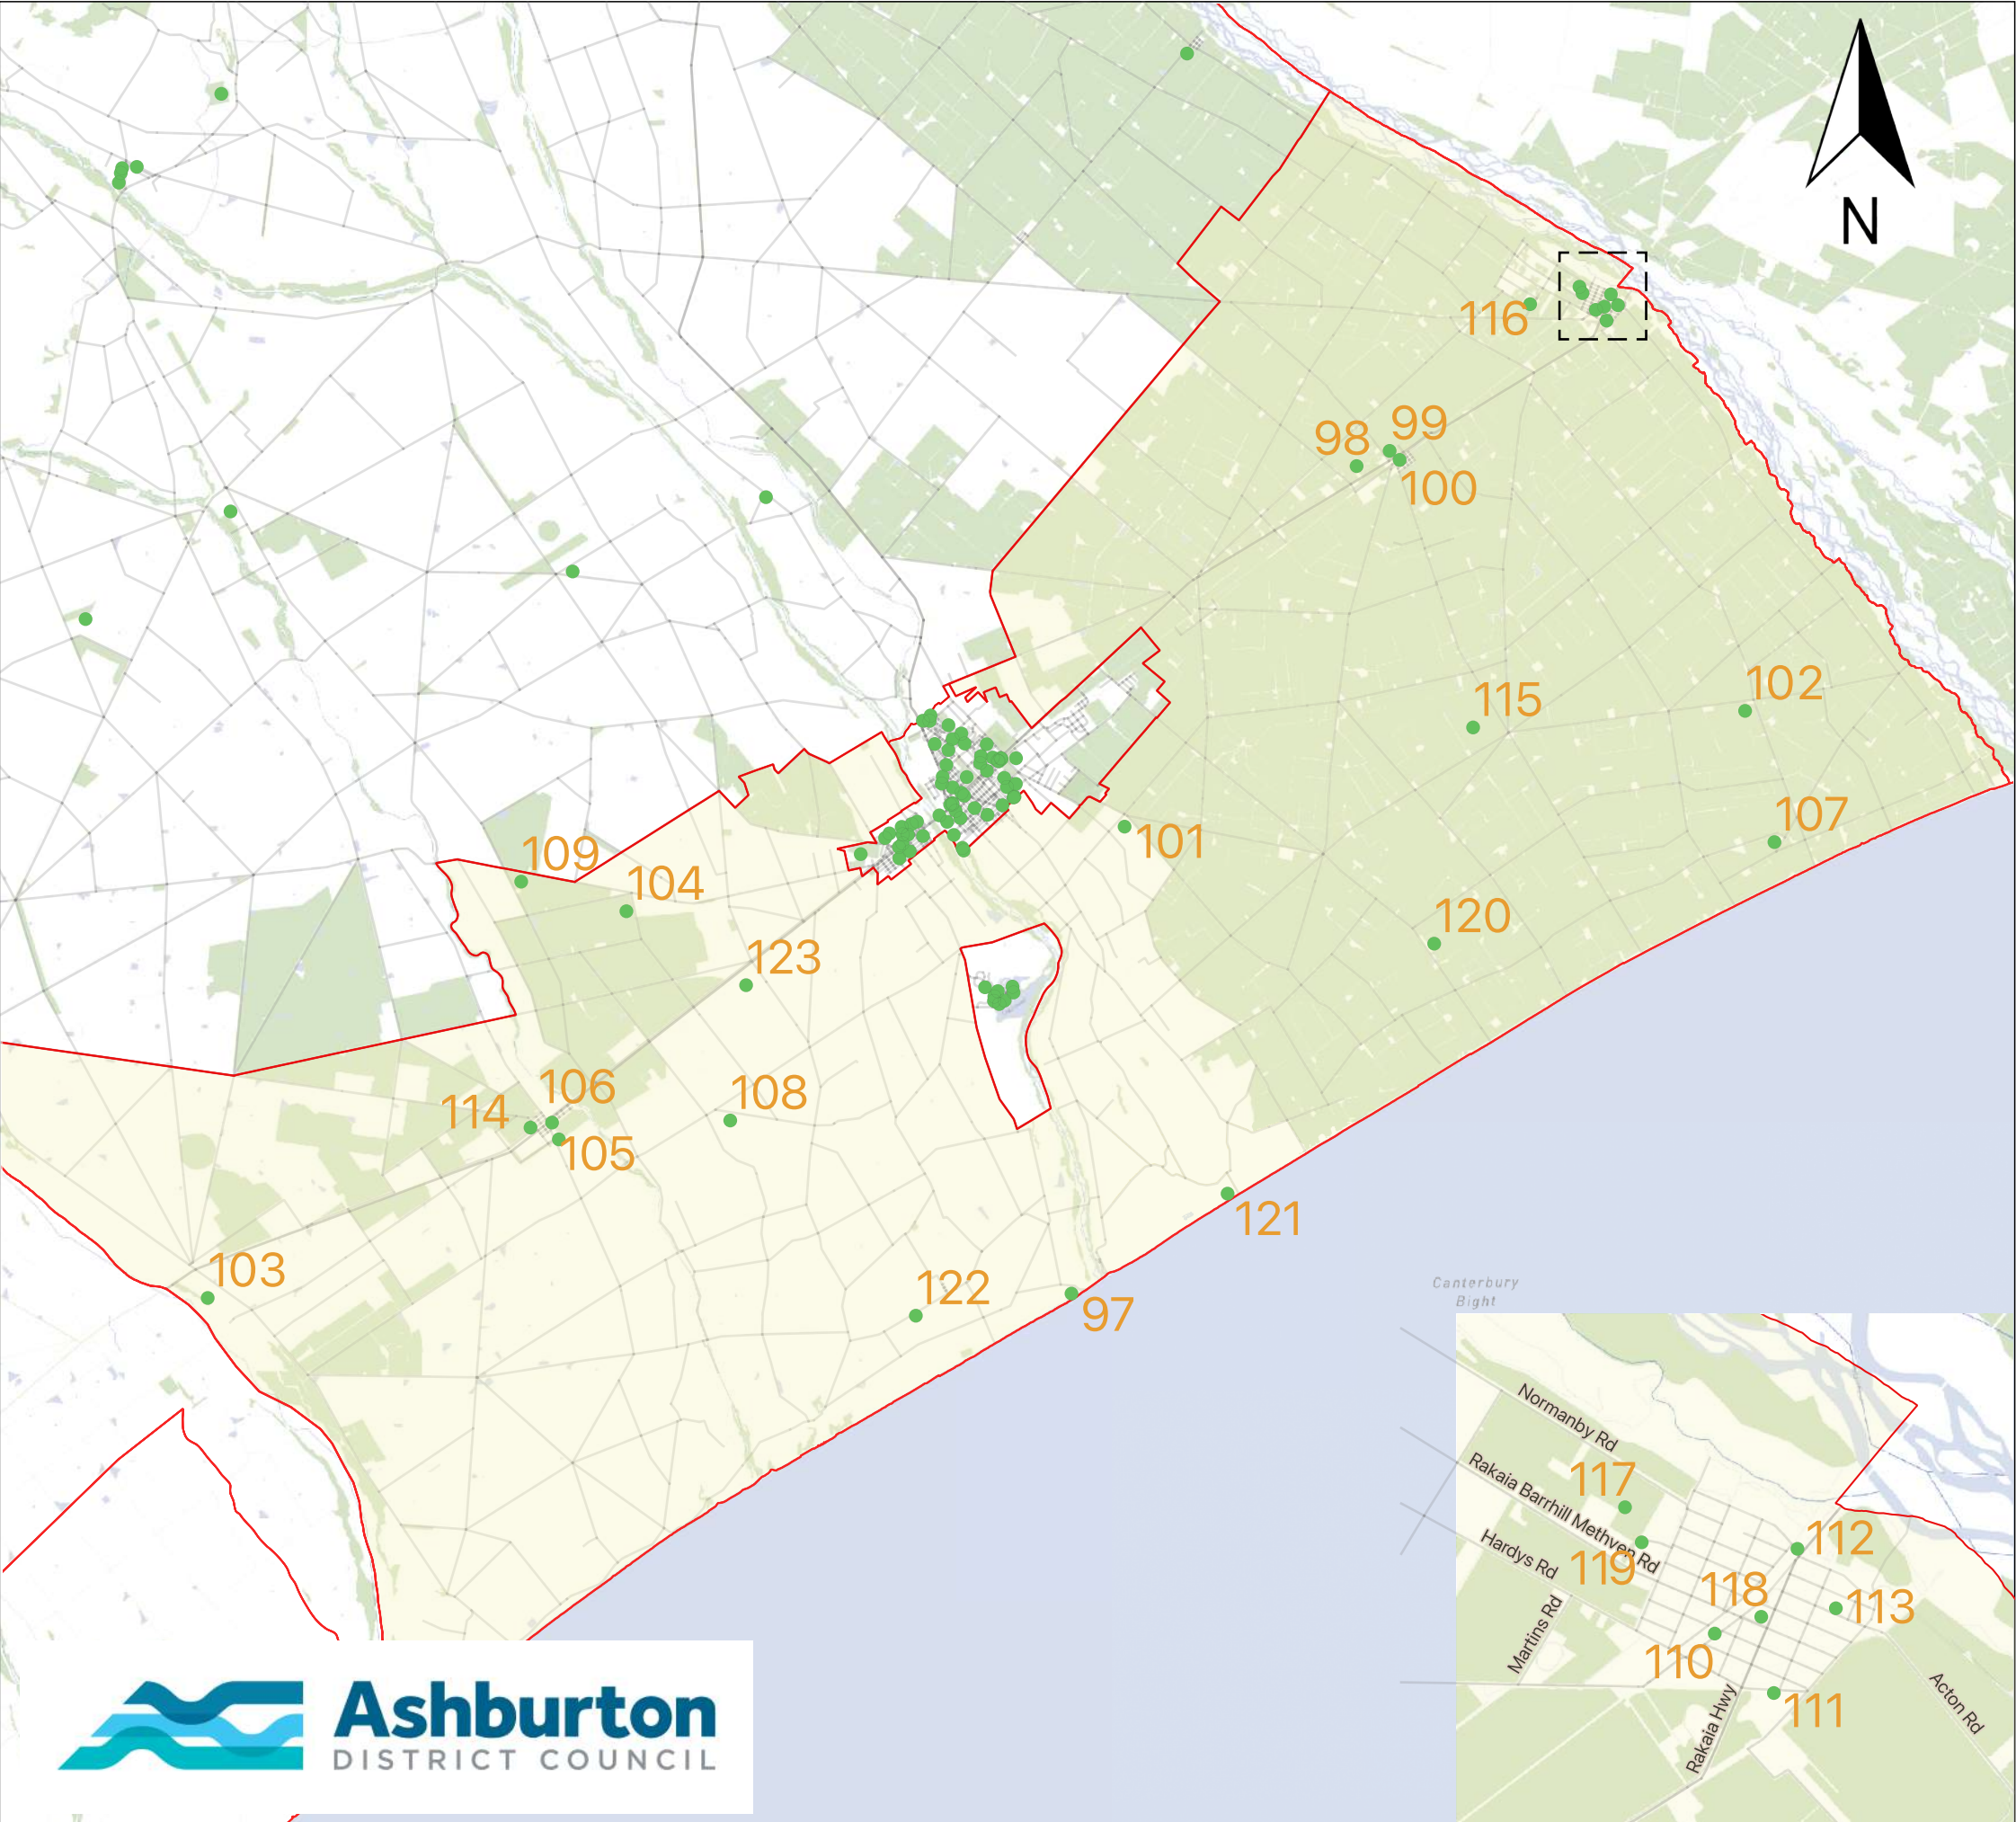 N
116
99
98
100
115
102
107
101
109
104
120
123
106
108
114
105
121
103
122
97
Canterbury
Bight
Normanby Rd
117
Rakaia Barrhill Methven Rd
112
Hardys Rd
119
118
113
Martins Rd
110
111
Rakaia Hwy
Acton Rd
Ashburton
DISTRICT COUNCIL